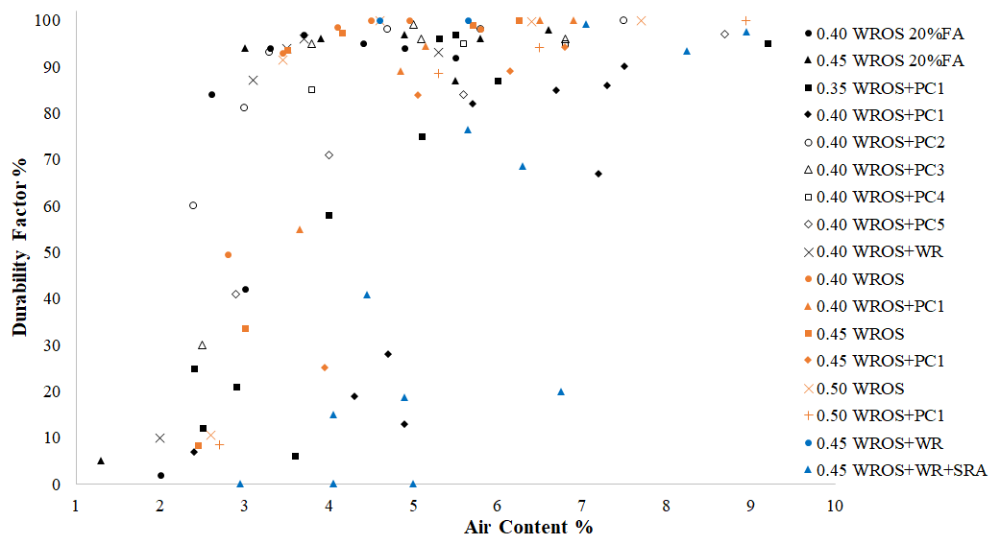 Durability Factor %
100
90
80
70
60
50
40
30
20
10
0
1 2 3 4 5 6 7 8 9 10
Air Content %
0.40 WROS 20%FA
0.45 WROS 20%FA
0.35 WROS+PC1
0.40 WROS+PC1
0.40 WROS+PC2
0.40 WROS+PC3
0.40 WROS+PC4
0.40 WROS+PC5
0.40 WROS+WR
0.40 WROS
0.40 WROS+PC1
0.45 WROS
0.45 WROS+PC1
0.50 WROS
0.50 WROS+PC1
0.45 WROS+WR
0.45 WROS+WR+SRA